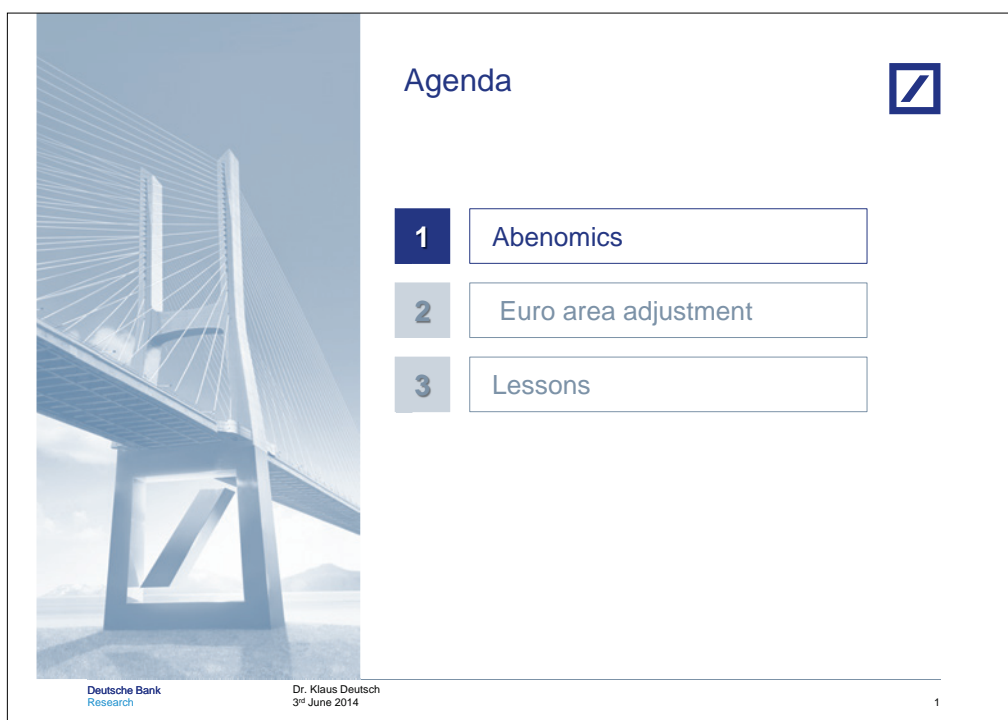 Agenda
1 Abenomics
2 Euro area adjustment
3 Lessons
Deutsche Bank
Research
Dr. Klaus Deutsch
3rd June 2014
1